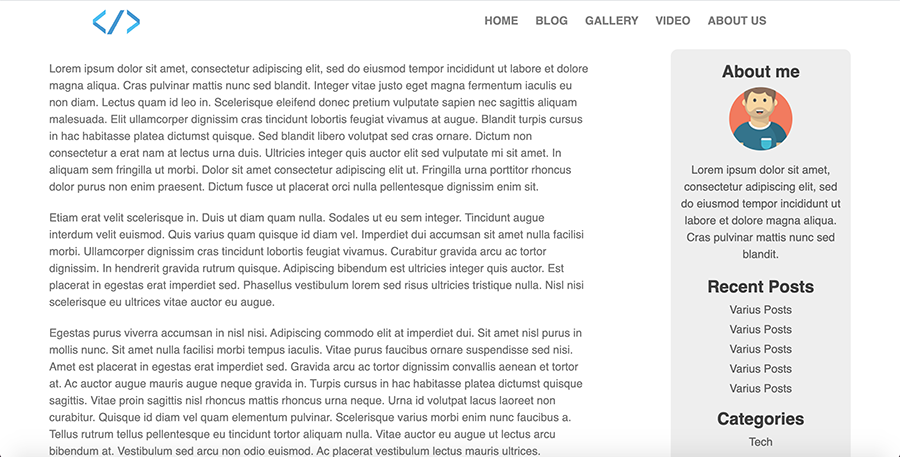 </>
HOME BLOG GALLERY VIDEO ABOUT US
Lorem ipsum dolor sit amet, consectetur adipiscing elit, sed do eiusmod tempor incididunt ut labore et dolore
magna aliqua. Cras pulvinar mattis nunc sed blandit. Integer vitae justo eget magna fermentum iaculis eu
non diam. Lectus quam id leo in. Scelerisque eleifend donec pretium vulputate sapien nec sagittis aliquam
malesuada. Elit ullamcorper dignissim cras tincidunt lobortis feugiat vivamus at augue. Blandit turpis cursus
in hac habitasse platea dictumst quisque. Sed blandit libero volutpat sed cras ornare. Dictum non
consectetur a erat nam at lectus urna duis. Ultricies integer quis auctor elit sed vulputate mi sit amet. In
aliquam sem fringilla ut morbi. Dolor sit amet consectetur adipiscing elit ut. Fringilla urna porttitor rhoncus
dolor purus non enim praesent. Dictum fusce ut placerat orci nulla pellentesque dignissim enim sit.
Etiam erat velit scelerisque in. Duis ut diam quam nulla. Sodales ut eu sem integer. Tincidunt augue
interdum velit euismod. Quis varius quam quisque id diam vel. Imperdiet dui accumsan sit amet nulla facilisi
morbi. Ullamcorper dignissim cras tincidunt lobortis feugiat vivamus. Curabitur gravida arcu ac tortor
dignissim. In hendrerit gravida rutrum quisque. Adipiscing bibendum est ultricies integer quis auctor. Est
placerat in egestas erat imperdiet sed. Phasellus vestibulum lorem sed risus ultricies tristique nulla. Nisl nisi
scelerisque eu ultrices vitae auctor eu augue.
Egestas purus viverra accumsan in nisl nisi. Adipiscing commodo elit at imperdiet dui. Sit amet nisl purus in
mollis nunc. Sit amet nulla facilisi morbi tempus iaculis. Vitae purus faucibus ornare suspendisse sed nisi.
Amet est placerat in egestas erat imperdiet sed. Gravida arcu ac tortor dignissim convallis aenean et tortor
at. Ac auctor augue mauris augue neque gravida in. Turpis cursus in hac habitasse platea dictumst quisque
sagittis. Vitae proin sagittis nisl rhoncus mattis rhoncus urna neque. Urna id volutpat lacus laoreet non
curabitur. Quisque id diam vel quam elementum pulvinar. Scelerisque varius morbi enim nunc faucibus a.
Tellus rutrum tellus pellentesque eu tincidunt tortor aliquam nulla. Vitae auctor eu augue ut lectus arcu
bibendum at. Vestibulum sed arcu non odio euismod. Ac placerat vestibulum lectus mauris ultrices.
About me
Lorem ipsum dolor sit amet,
consectetur adipiscing elit, sed
do eiusmod tempor incididunt ut
labore et dolore magna aliqua.
Cras pulvinar mattis nunc sed
blandit.
Recent Posts
Varius Posts
Varius Posts
Varius Posts
Varius Posts
Varius Posts
Categories
Tech